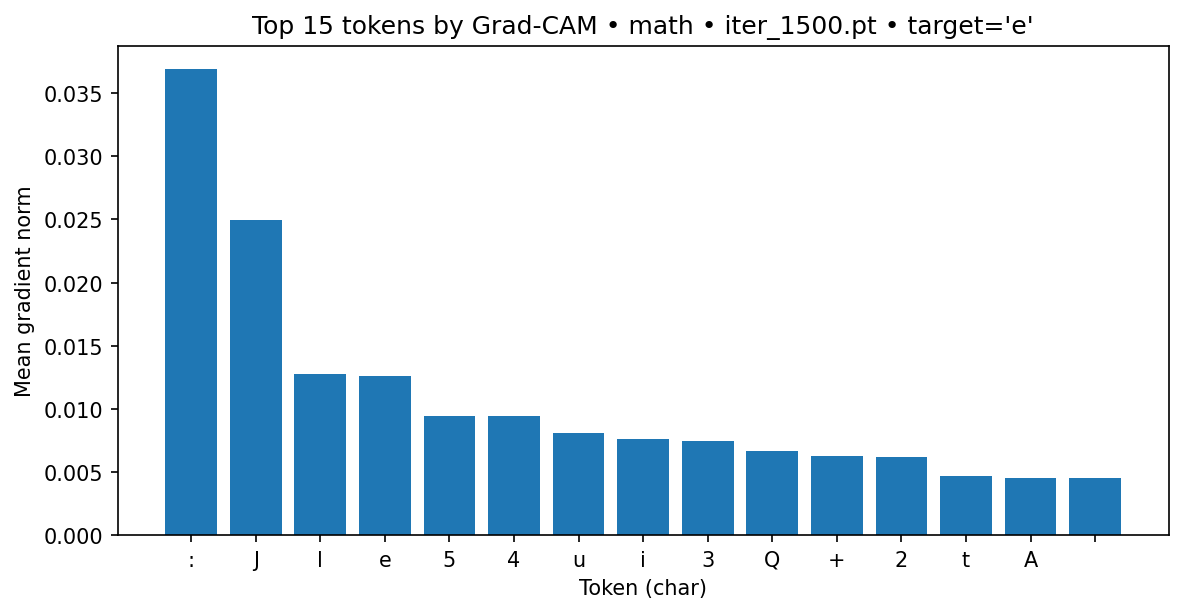 Top 15 tokens by Grad-CAM • math • iter_1500.pt • target='e'
Mean gradient norm
0.035
0.030
0.025
0.020
0.015
0.010
0.005
0.000
: J l e 5 4 u i 3 Q + 2 t A
Token (char)